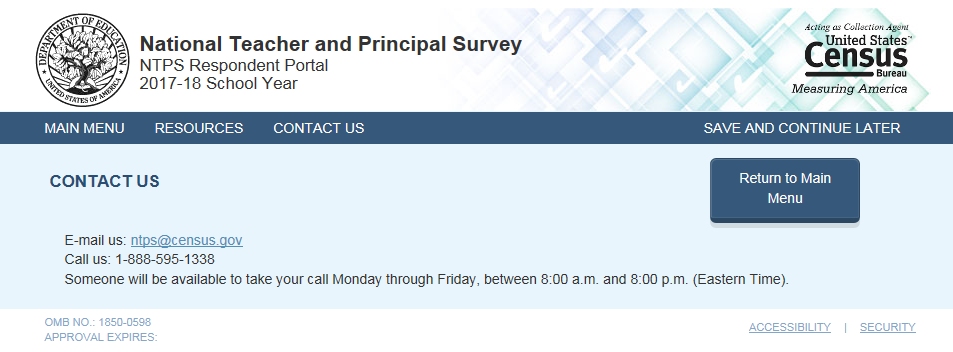 DEPARTMENT OF EDUCATION
UNITED STATES OF AMERICA
National Teacher and Principal Survey
NTPS Respondent Portal
2017-18 School Year
Acting as Collection Agent
United States™
Census
Bureau
Measuring America
MAIN MENU RESOURCES CONTACT US SAVE AND CONTINUE LATER
CONTACT US
Return to Main
Menu
E-mail us: ntps@census.gov
Call us: 1-888-595-1338
Someone will be available to take your call Monday through Friday, between 8:00 a.m. and 8:00 p.m. (Eastern Time).
OMB NO.: 1850-0598
APPROVAL EXPIRES:
ACCESSIBILITY | SECURITY